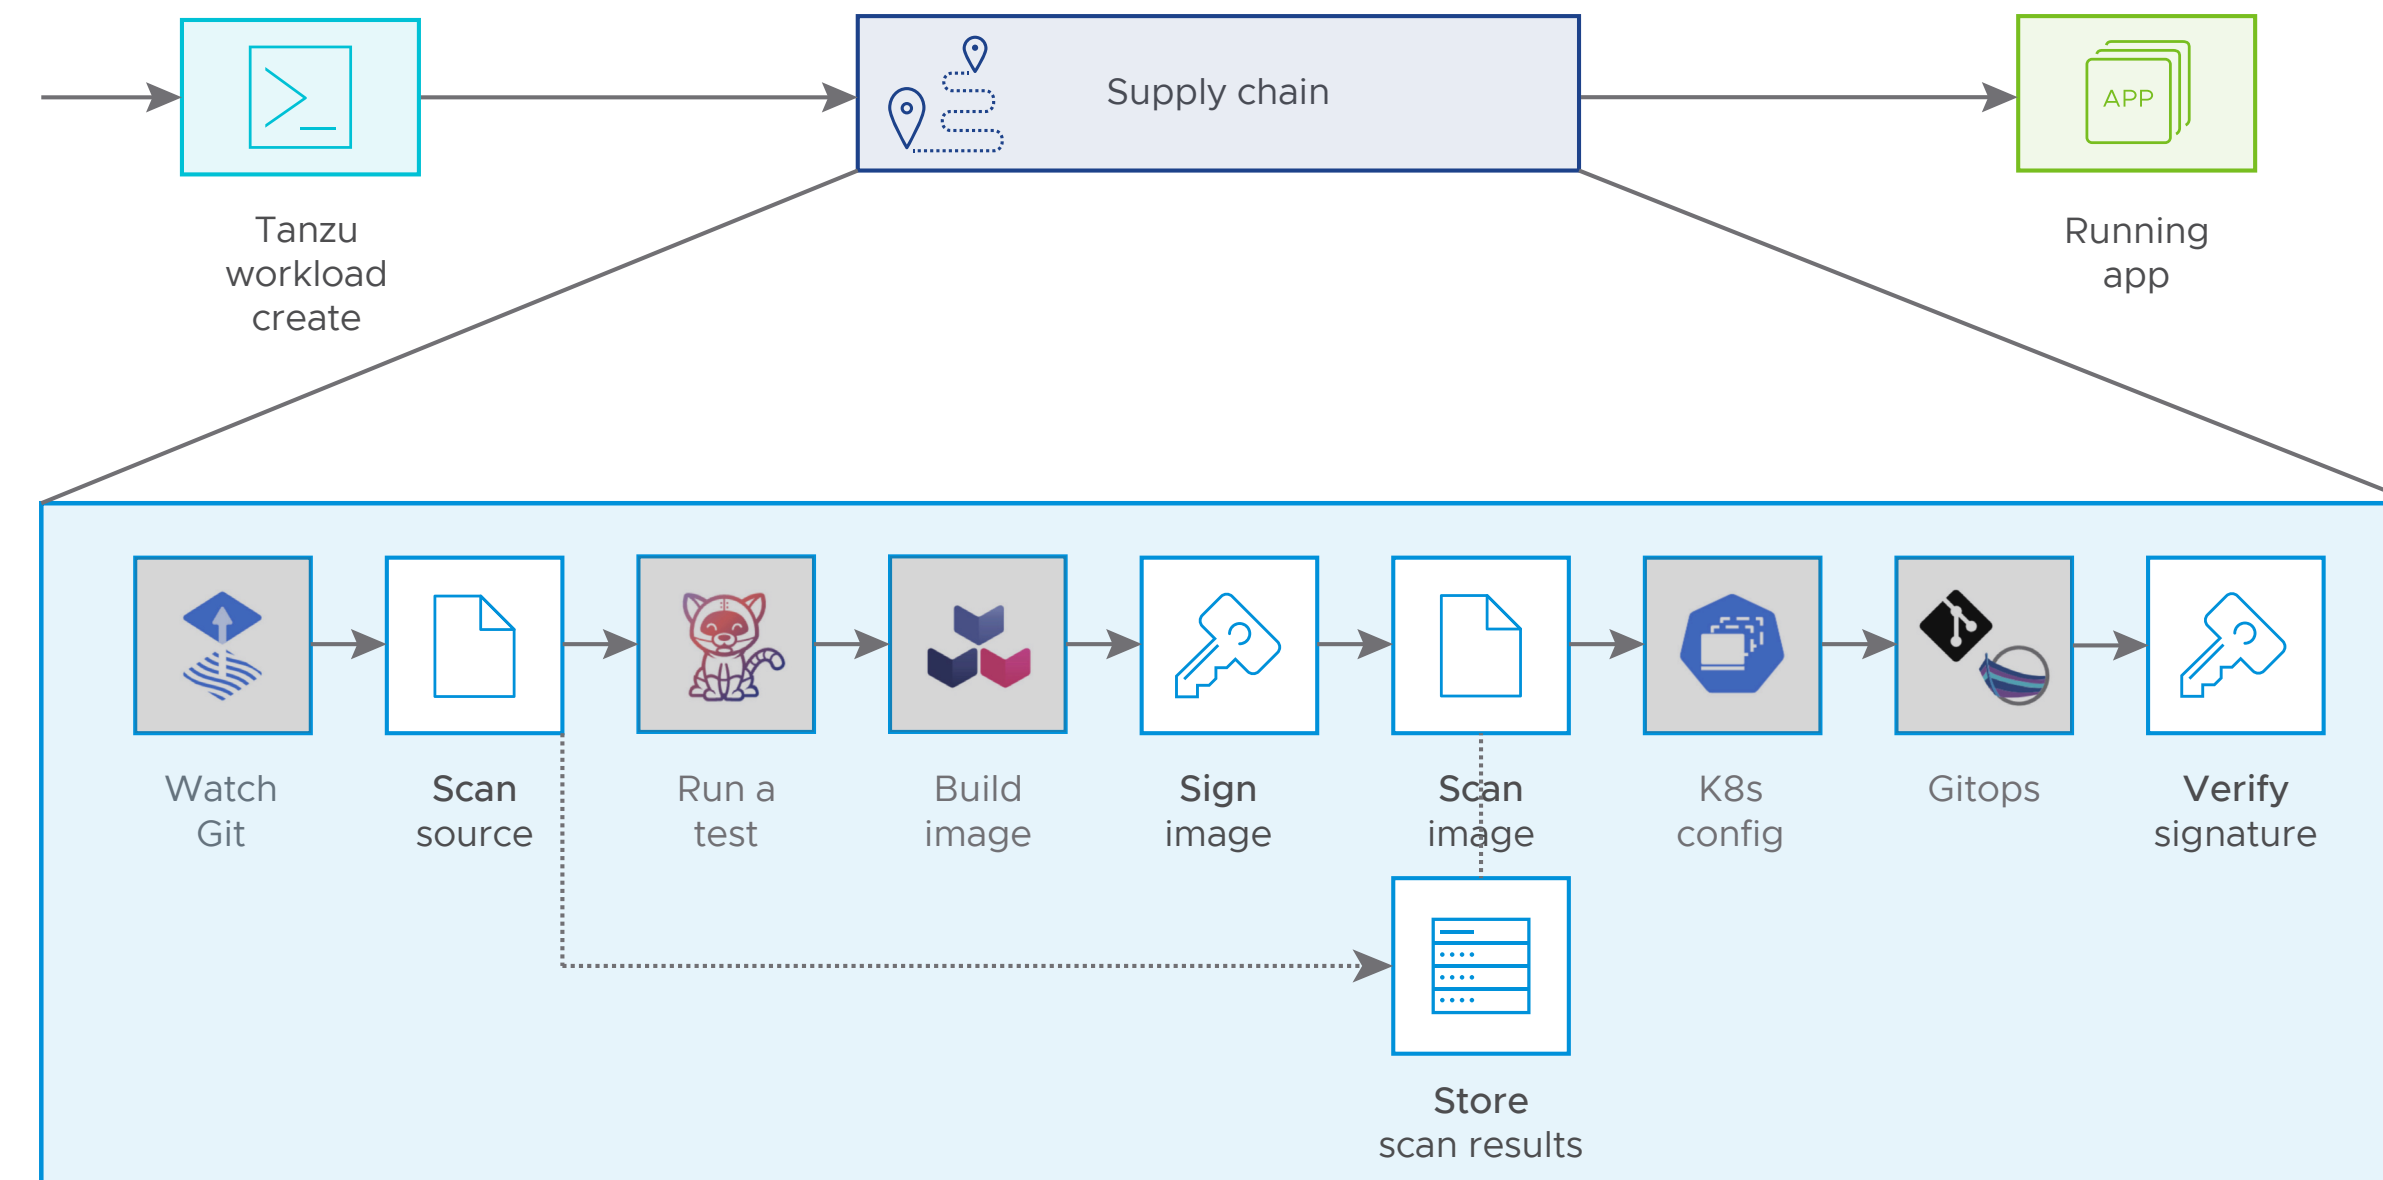 Supply chain
APP
Tanzu
workload
create
Running
app
Watch
Git
Scan
source
Run a
test
Build
image
Sign
image
Scan
image
K8s
config
Gitops
Verify
signature
Store
scan results